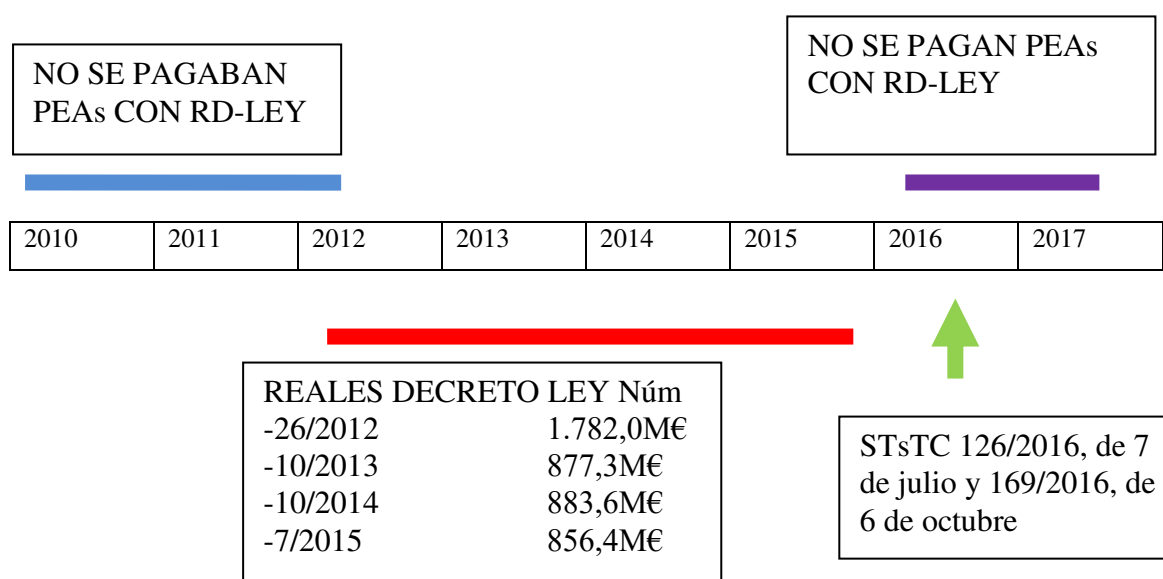 NO SE PAGABAN
PEAs CON RD-LEY
NO SE PAGAN PEAs
CON RD-LEY
2010 2011 2012 2013 2014 2015 2016 2017
REALES DECRETO LEY Núm
-26/2012 1.782,0M€
-10/2013 877,3M€
-10/2014 883,6M€
-7/2015 856,4M€
STsTC 126/2016, de 7
de julio y 169/2016, de
6 de octubre